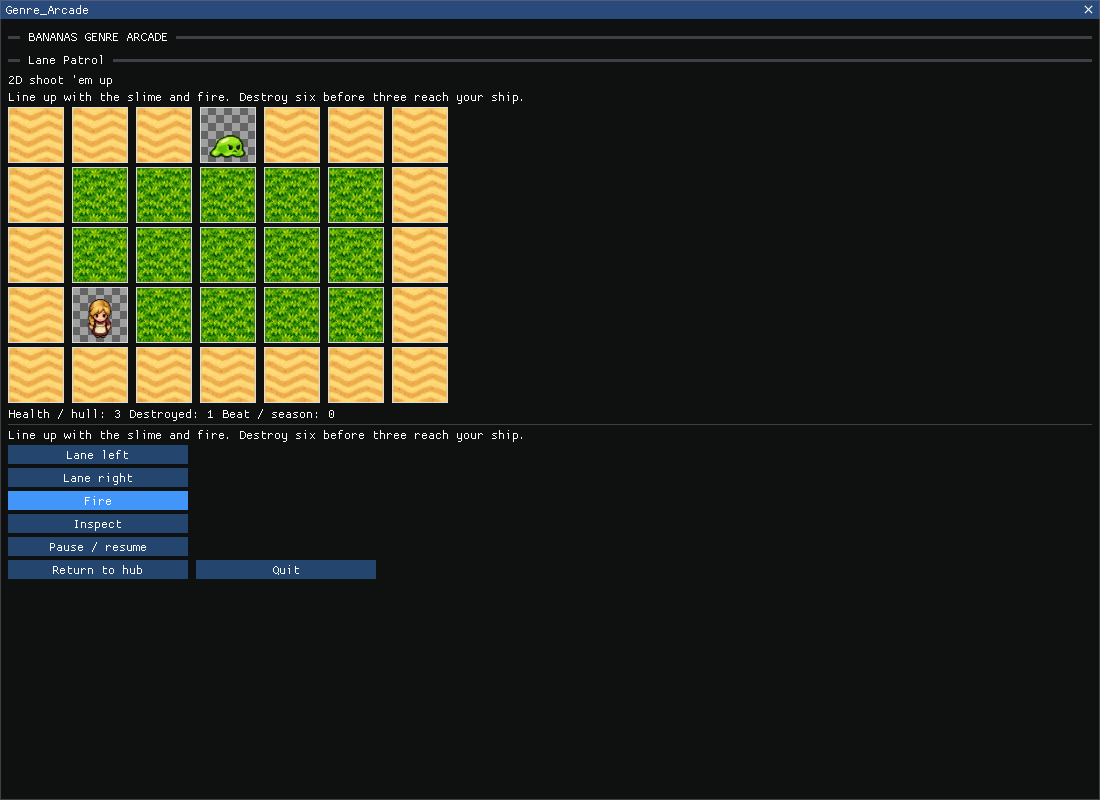 Genre_Arcade
BANANAS GENRE ARCADE
Lane Patrol
2D shoot 'em up
Line up with the slime and fire. Destroy six before three reach your ship.
Health / hull: 3 Destroyed: 1 Beat / season: 0
Line up with the slime and fire. Destroy six before three reach your ship.
Lane left
Lane right
Fire
Inspect
Pause / resume
Return to hub Quit